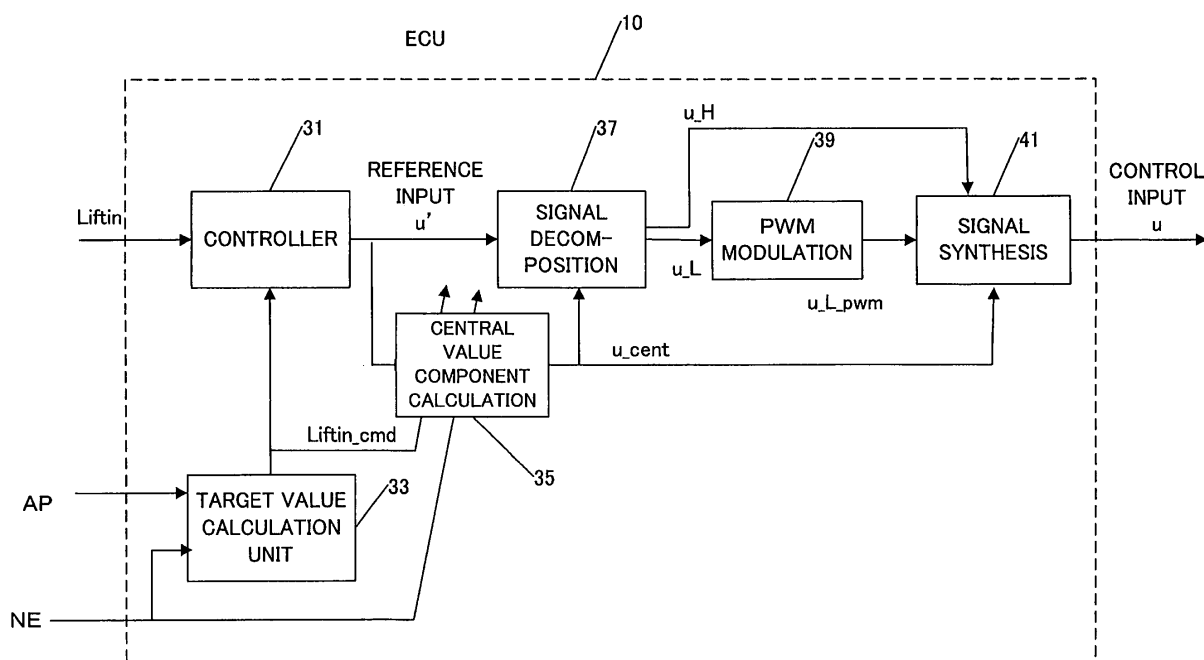 ECU
10
31
37
u_H
39
41
REFERENCE
INPUT
u'
CONTROL
INPUT
u
Liftin
CONTROLLER
SIGNAL
DECOM-
POSITION
PWM
MODULATION
SIGNAL
SYNTHESIS
u_L
u_L_pwm
CENTRAL
VALUE
COMPONENT
CALCULATION
u_cent
Liftin_cmd
35
33
AP
TARGET VALUE
CALCULATION
UNIT
NE